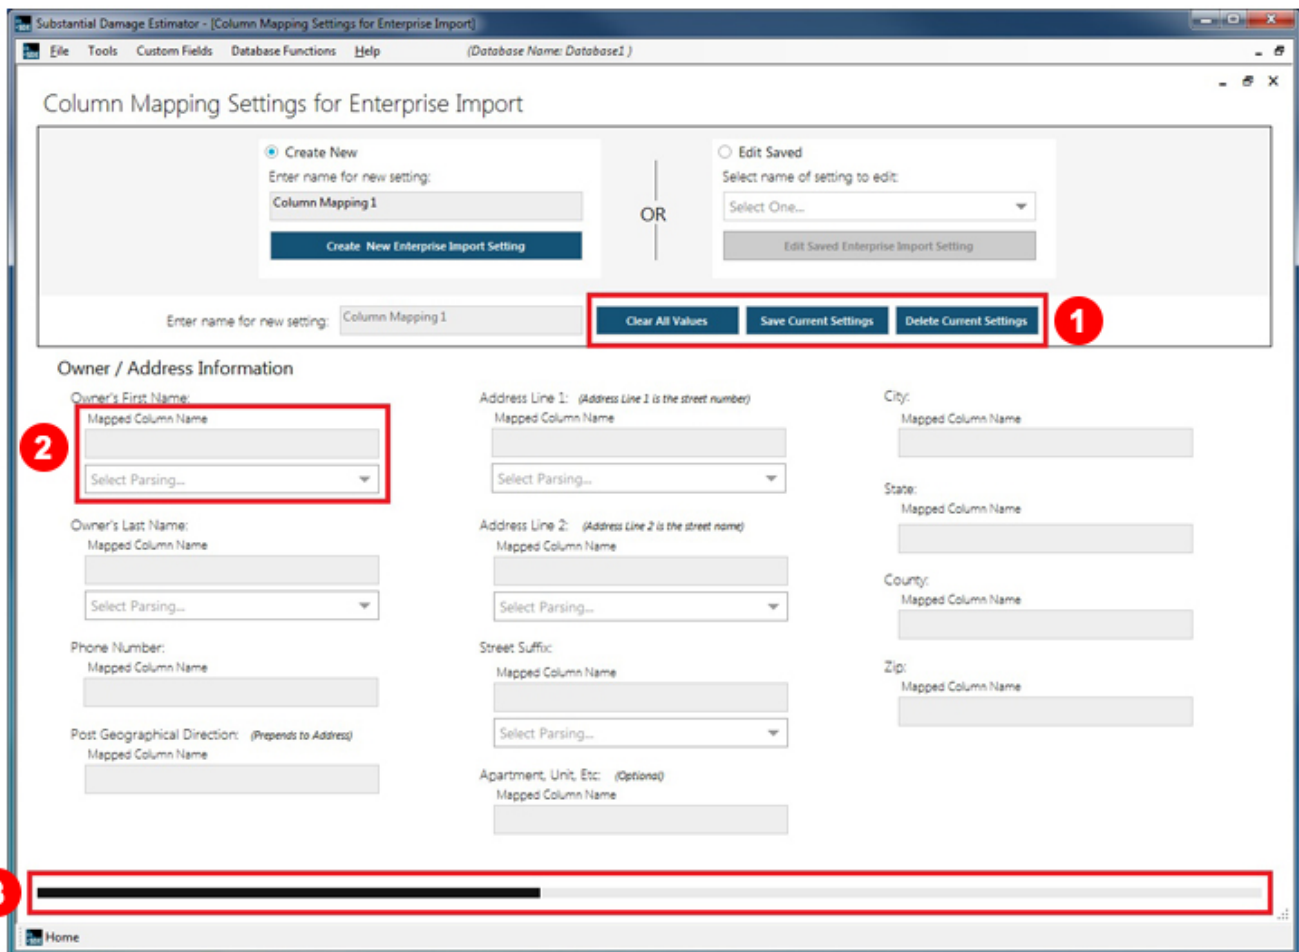 Substantial Damage Estimator - [Column Mapping Settings for Enterprise Import]
File Tools Custom Fields Database Functions Help (Database Name: Database1 )
Column Mapping Settings for Enterprise Import
Create New
Enter name for new setting:
Column Mapping 1
Create New Enterprise Import Setting
OR
Edit Saved
Select name of setting to edit:
Select One...
Edit Saved Enterprise Import Setting
Enter name for new setting: Column Mapping 1 Clear All Values Save Current Settings Delete Current Settings 1
Owner / Address Information
2
Owner's First Name:
Mapped Column Name
Select Parsing...
Owner's Last Name:
Mapped Column Name
Select Parsing...
Phone Number:
Mapped Column Name
Post Geographical Direction: (Prepends to Address)
Mapped Column Name
Address Line 1: (Address Line 1 is the street number)
Mapped Column Name
Select Parsing...
Address Line 2: (Address Line 2 is the street name)
Mapped Column Name
Select Parsing...
Street Suffix:
Mapped Column Name
Select Parsing...
Apartment, Unit, Etc: (Optional)
Mapped Column Name
City:
Mapped Column Name
State:
Mapped Column Name
County:
Mapped Column Name
Zip:
Mapped Column Name
3
Home